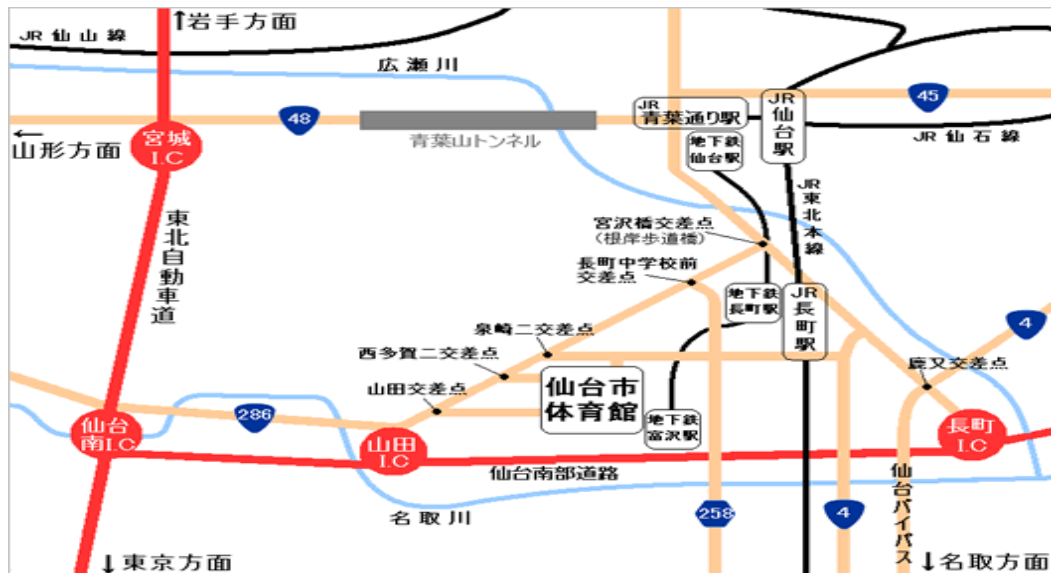 ↑岩手方面
JR 仙山線
広瀬川
45
48
JR
青葉通り駅
JR
仙台駅
JR 仙石線
←
山形方面
宮城
I.C
青葉山トンネル
地下鉄
仙台駅
JR東北本線
東北自動車道
宮沢橋交差点
(根岸歩道橋)
長町中学校前
交差点
地下鉄
長町駅
JR
長町駅
4
泉崎二交差点
西多賀二交差点
鹿又交差点
山田交差点
仙台市
体育館
286
仙台
南I.C
山田
I.C
地下鉄
富沢駅
長町
I.C
仙台南部道路
仙台バイパス
名取川
258
4
↓東京方面
↓名取方面